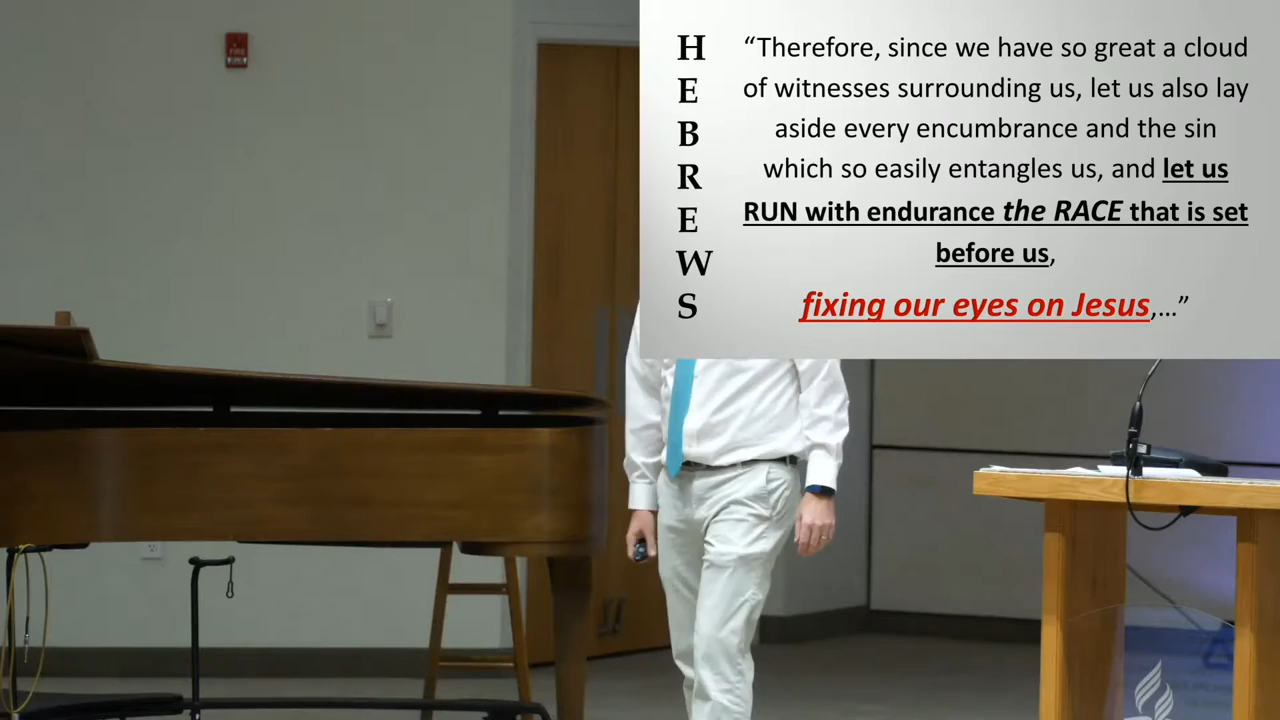 FIRE
HEBREWS
“Therefore, since we have so great a cloud
of witnesses surrounding us, let us also lay
aside every encumbrance and the sin
which so easily entangles us, and let us
RUN with endurance the RACE that is set
before us,
fixing our eyes on Jesus,...”